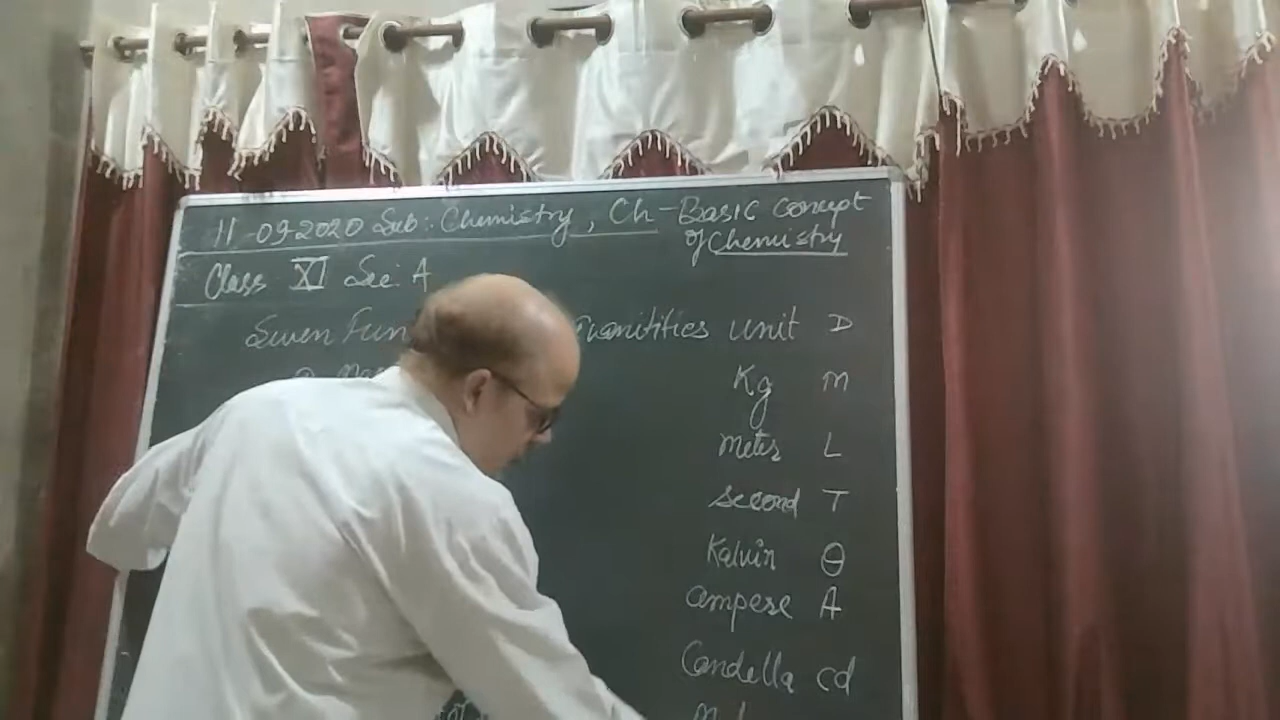 11-09-2020 Sub: Chemistry, Ch-Basic concept
of Chemistry
Class XI Sec: A
Seven Fun Quantities unit D
Kg M
Meter L
Second T
Kalvin θ
ampere A
Candella cd